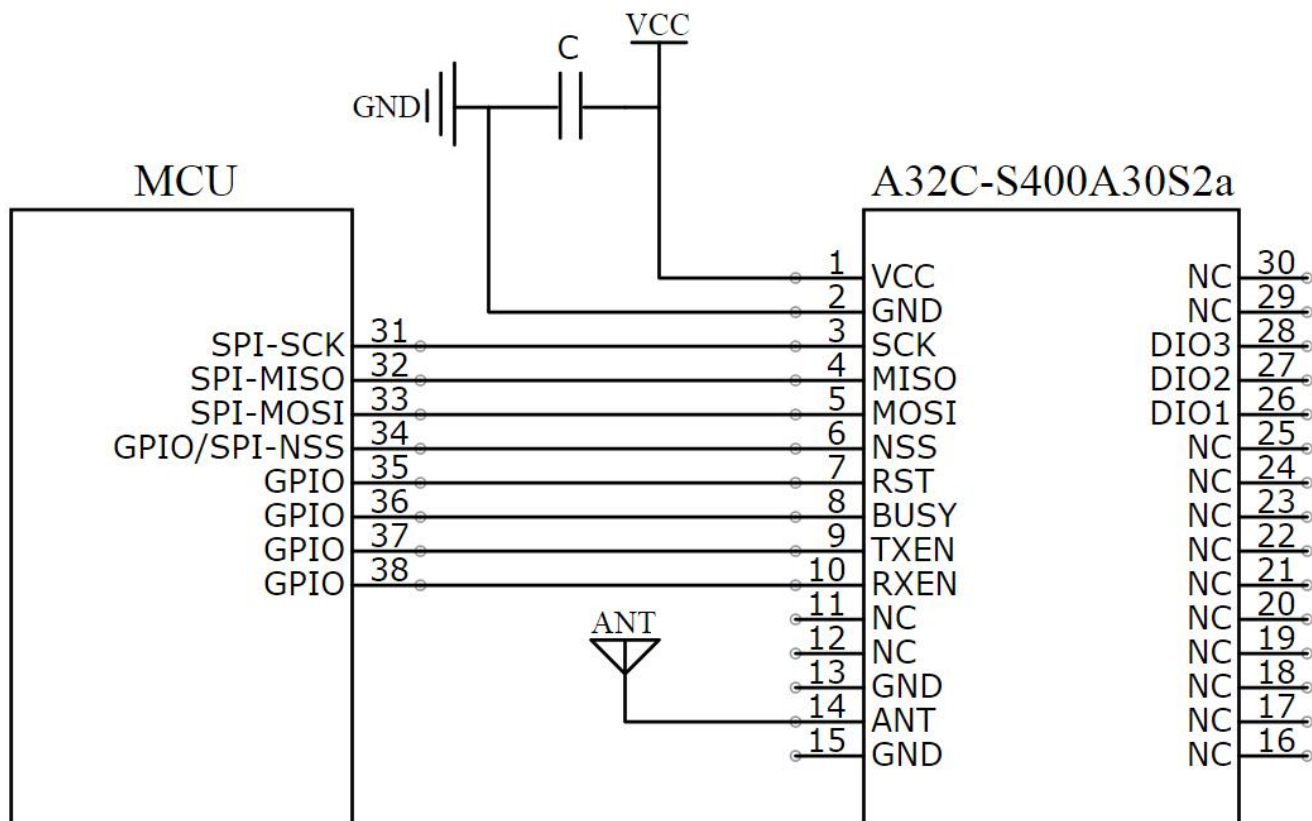 VCC
C
GND
MCU
A32C-S400A30S2a
SPI-SCK 31
SPI-MISO 32
SPI-MOSI 33
GPIO/SPI-NSS 34
GPIO 35
GPIO 36
GPIO 37
GPIO 38
ANT
1 VCC NC 30
2 GND NC 29
3 SCK DIO3 28
4 MISO DIO2 27
5 MOSI DIO1 26
6 NSS NC 25
7 RST NC 24
8 BUSY NC 23
9 TXEN NC 22
10 RXEN NC 21
11 NC NC 20
12 NC NC 19
13 GND NC 18
14 ANT NC 17
15 GND NC 16